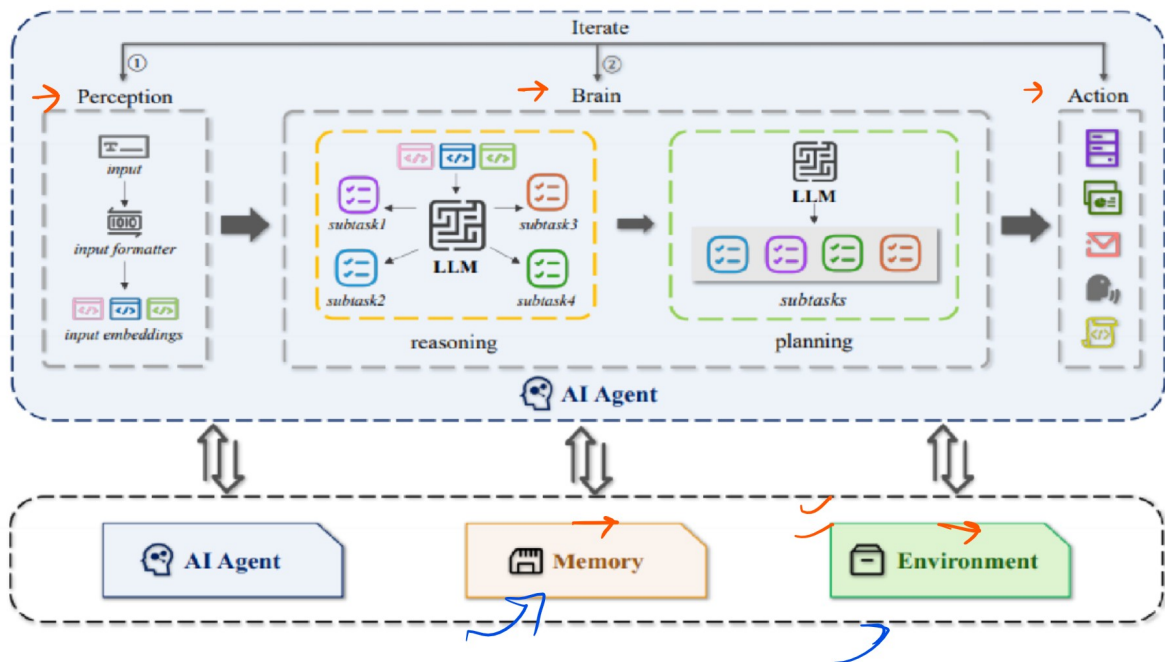 Iterate
①
②
Perception
Brain
Action
T
input
1010
input formatter
</>
</>
</>
input embeddings
</>
</>
</>
subtask1
subtask3
LLM
subtask2
subtask4
reasoning
LLM
subtasks
planning
</>
AI Agent
AI Agent
Memory
Environment